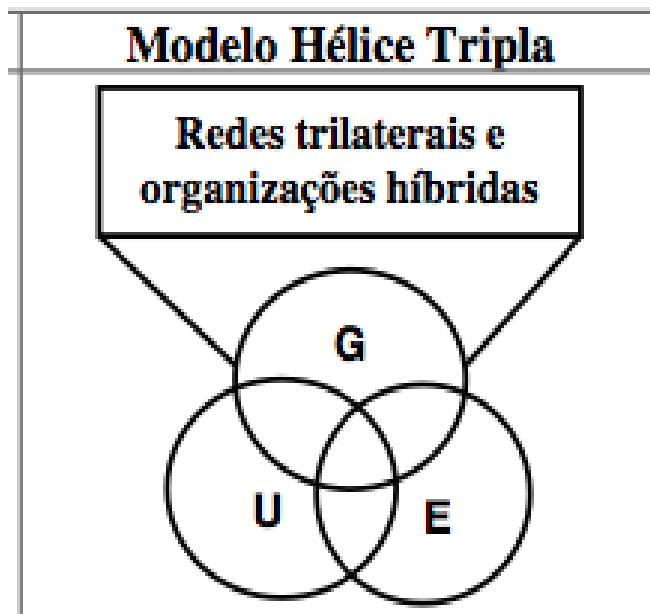 Modelo Hélice Tripla
Redes trilaterais e
organizações híbridas
G
U
E